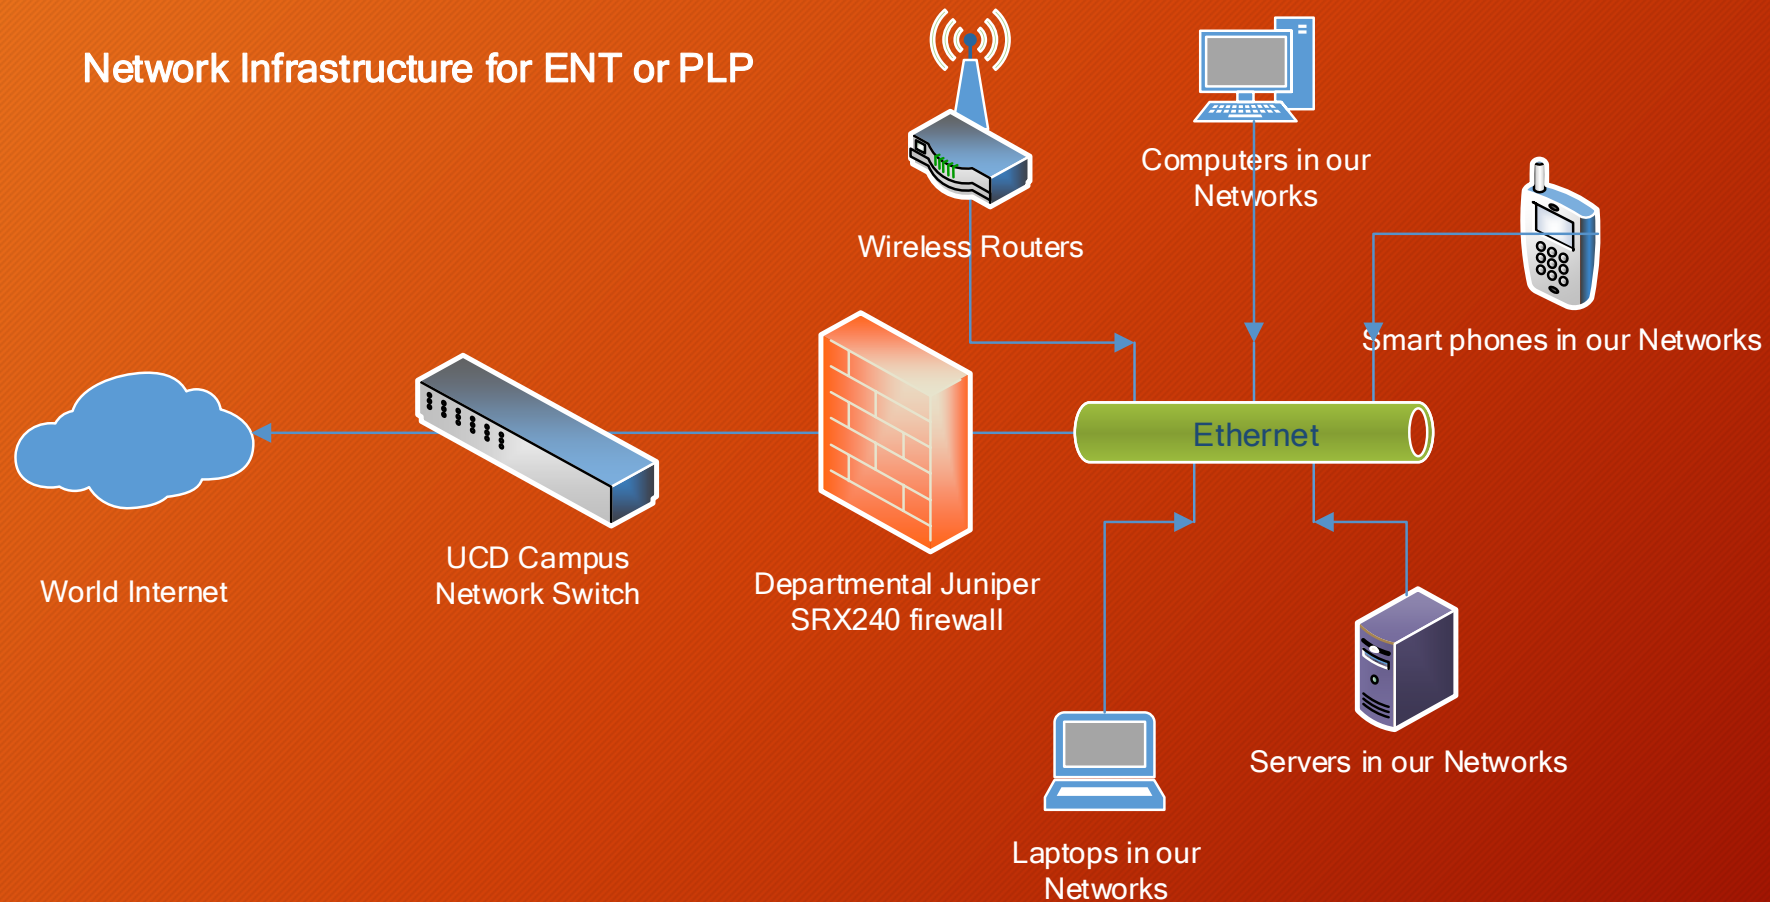 Network Infrastructure for ENT or PLP
Computers in our
Networks
Wireless Routers
Smart phones in our Networks
Ethernet
World Internet
UCD Campus
Network Switch
Departmental Juniper
SRX240 firewall
Servers in our Networks
Laptops in our
Networks